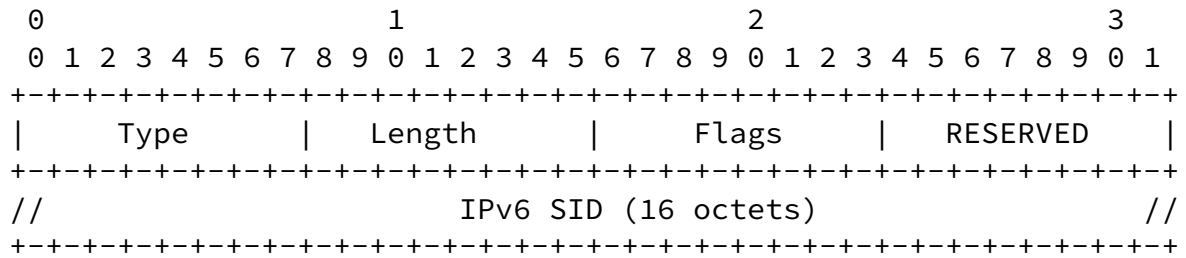 0                   1                   2                   3
 0 1 2 3 4 5 6 7 8 9 0 1 2 3 4 5 6 7 8 9 0 1 2 3 4 5 6 7 8 9 0 1
+-+-+-+-+-+-+-+-+-+-+-+-+-+-+-+-+-+-+-+-+-+-+-+-+-+-+-+-+-+-+-+-+
|     Type      |   Length      |     Flags     |   RESERVED    |
+-+-+-+-+-+-+-+-+-+-+-+-+-+-+-+-+-+-+-+-+-+-+-+-+-+-+-+-+-+-+-+-+
//                       IPv6 SID (16 octets)                  //
+-+-+-+-+-+-+-+-+-+-+-+-+-+-+-+-+-+-+-+-+-+-+-+-+-+-+-+-+-+-+-+-+